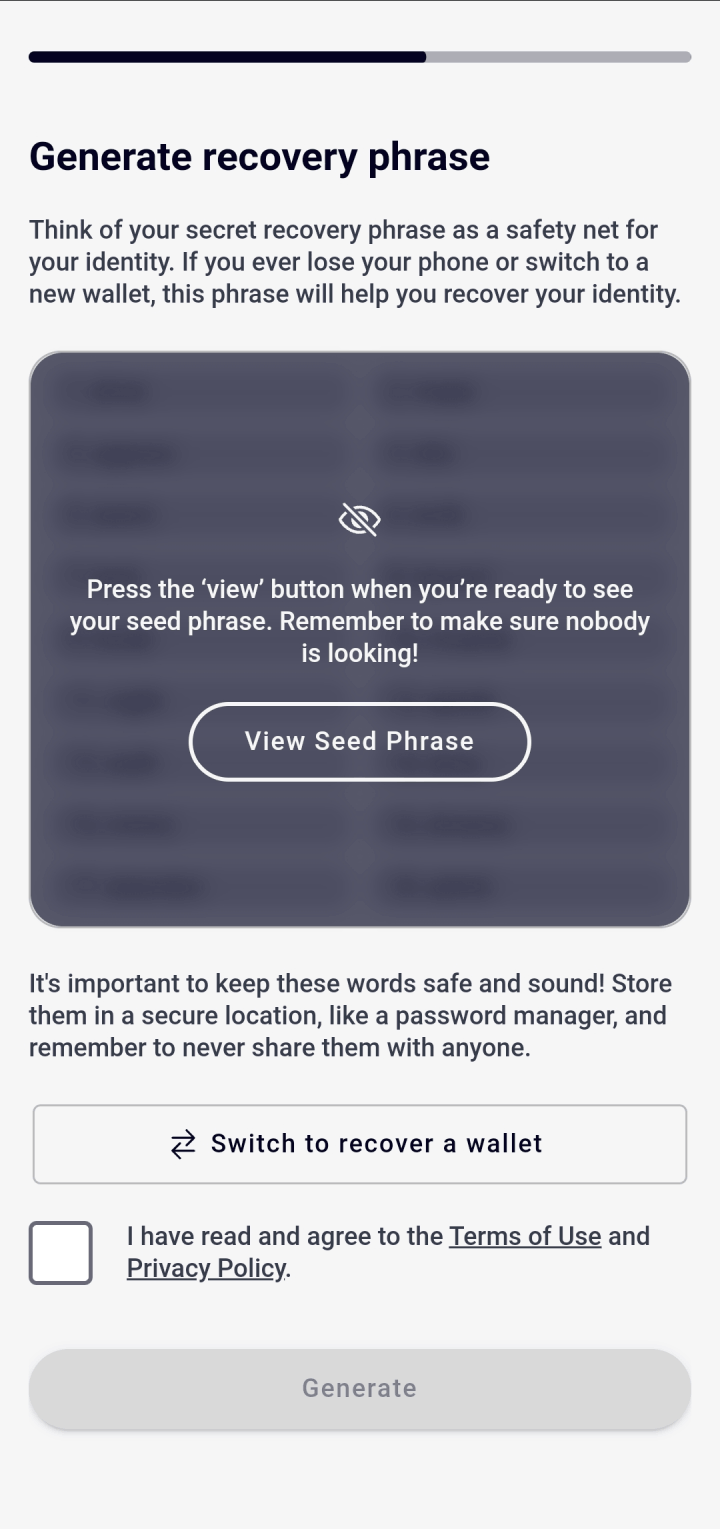 Generate recovery phrase
Think of your secret recovery phrase as a safety net for
your identity. If you ever lose your phone or switch to a
new wallet, this phrase will help you recover your identity.
Press the ‘view’ button when you’re ready to see
your seed phrase. Remember to make sure nobody
is looking!
View Seed Phrase
It's important to keep these words safe and sound! Store
them in a secure location, like a password manager, and
remember to never share them with anyone.
Switch to recover a wallet
I have read and agree to the Terms of Use and
Privacy Policy.
Generate